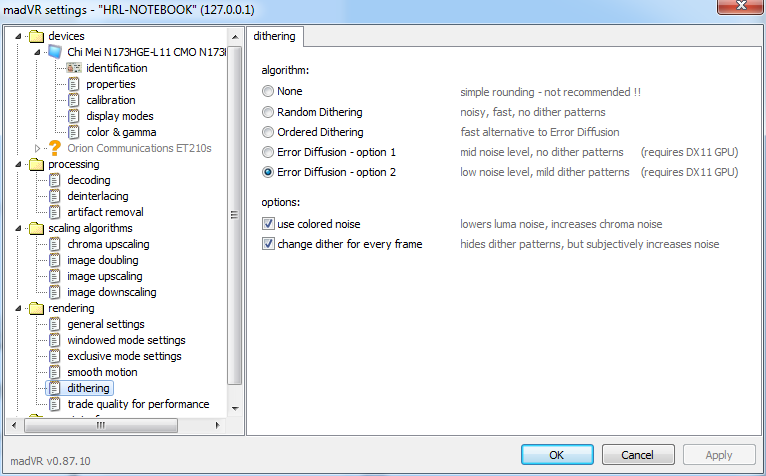 madVR settings - "HRL-NOTEBOOK" (127.0.0.1)
devices
Chi Mei N173HGE-L11 CMO
identification
properties
calibration
display modes
color & gamma
Orion Communications ET210s
processing
decoding
deinterlacing
artifact removal
scaling algorithms
chroma upscaling
image doubling
image upscaling
image downscaling
rendering
general settings
windowed mode settings
exclusive mode settings
smooth motion
dithering
trade quality for performance
dithering
algorithm:
None simple rounding - not recommended !!
Random Dithering noisy, fast, no dither patterns
Ordered Dithering fast alternative to Error Diffusion
Error Diffusion - option 1 mid noise level, no dither patterns (requires DX11 GPU)
Error Diffusion - option 2 low noise level, mild dither patterns (requires DX11 GPU)
options:
use colored noise lowers luma noise, increases chroma noise
change dither for every frame hides dither patterns, but subjectively increases noise
madVR v0.87.10
OK Cancel Apply